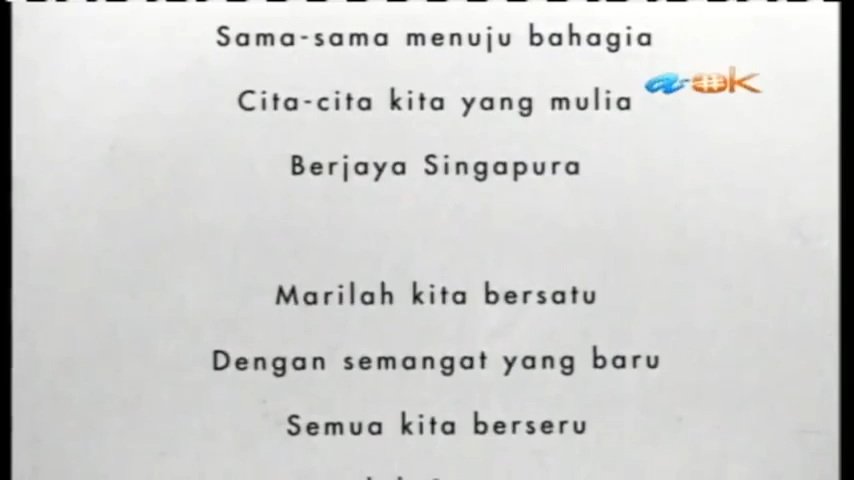 Sama-sama menuju bahagia
Cita-cita kita yang mulia
a-ok
Berjaya Singapura
Marilah kita bersatu
Dengan semangat yang baru
Semua kita berseru